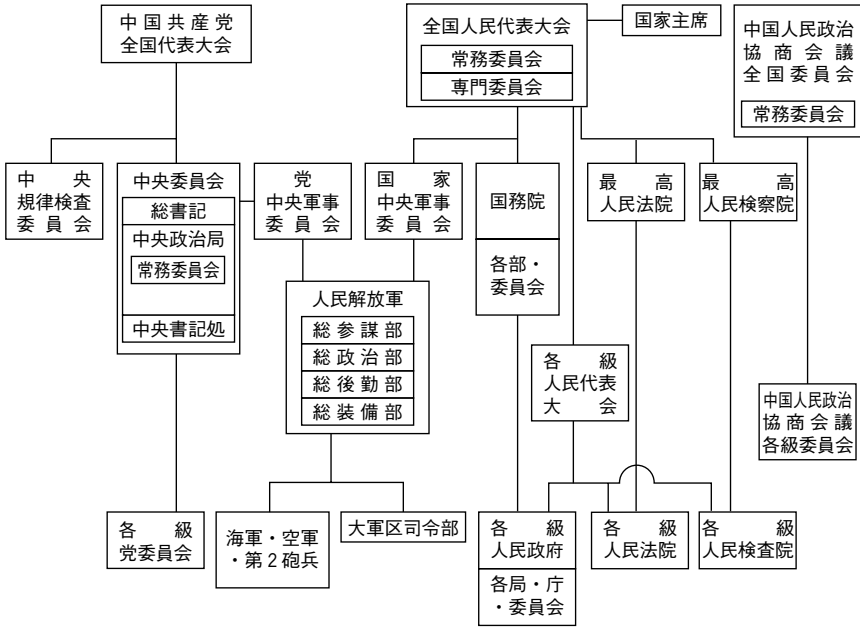 中国共産党
全国代表大会
全国人民代表大会
常務委員会
専門委員会
国家主席
中国人民政治
協商会議
全国委員会
常務委員会
中央
規律検査
委員会
中央委員会
総書記
中央政治局
常務委員会
中央書記処
党
中央軍事
委員会
国家
中央軍事
委員会
国務院
各部・
委員会
最高
人民法院
最高
人民検察院
人民解放軍
総参謀部
総政治部
総後勤部
総装備部
各級
人民代表
大会
中国人民政治
協商会議
各級委員会
各級
党委員会
海軍・空軍
・第2砲兵
大軍区司令部
各級
人民政府
各局・庁
・委員会
各級
人民法院
各級
人民検査院